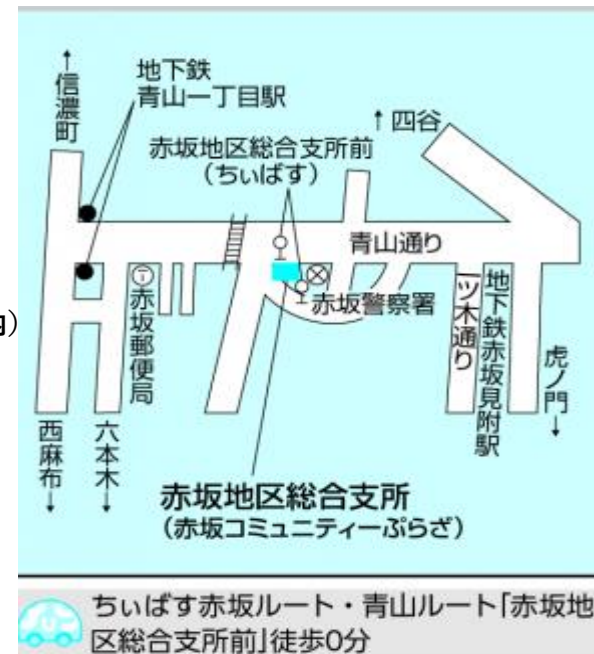 ↑信濃町
地下鉄
青山一丁目駅
↑四谷
赤坂地区総合支所前
(ちぃばす)
青山通り
〒
赤坂郵便局
赤坂警察署
一ツ木通り
地下鉄赤坂見附駅
虎ノ門↓
西麻布↓
六本木↓
赤坂地区総合支所
(赤坂コミュニティーぷらざ)
ちぃばす赤坂ルート・青山ルート「赤坂地
区総合支所前」徒歩0分